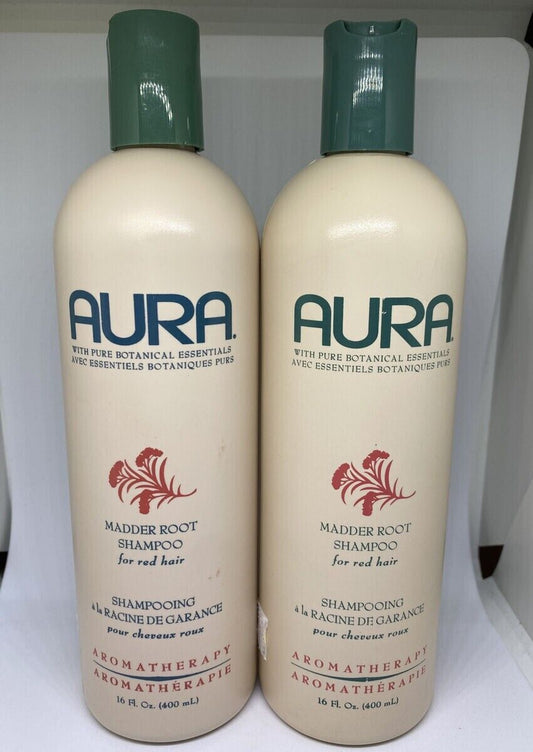 AURA.
WITH PURE BOTANICAL ESSENTIALS
AVEC ESSENTIELS BOTANIQUES PURS
MADDER ROOT
SHAMPOO
for red hair
SHAMPOOING
à la RACINE DE GARANCE
pour cheveux roux
AROMATHERAPY
AROMATHÉRAPIE
16 Fl. Oz. (400 mL)
AURA.
WITH PURE BOTANICAL ESSENTIALS
AVEC ESSENTIELS BOTANIQUES PURS
MADDER ROOT
SHAMPOO
for red hair
SHAMPOOING
à la RACINE DE GARANCE
pour cheveux roux
AROMATHERAPY
AROMATHÉRAPIE
16 Fl. Oz. (400 mL)